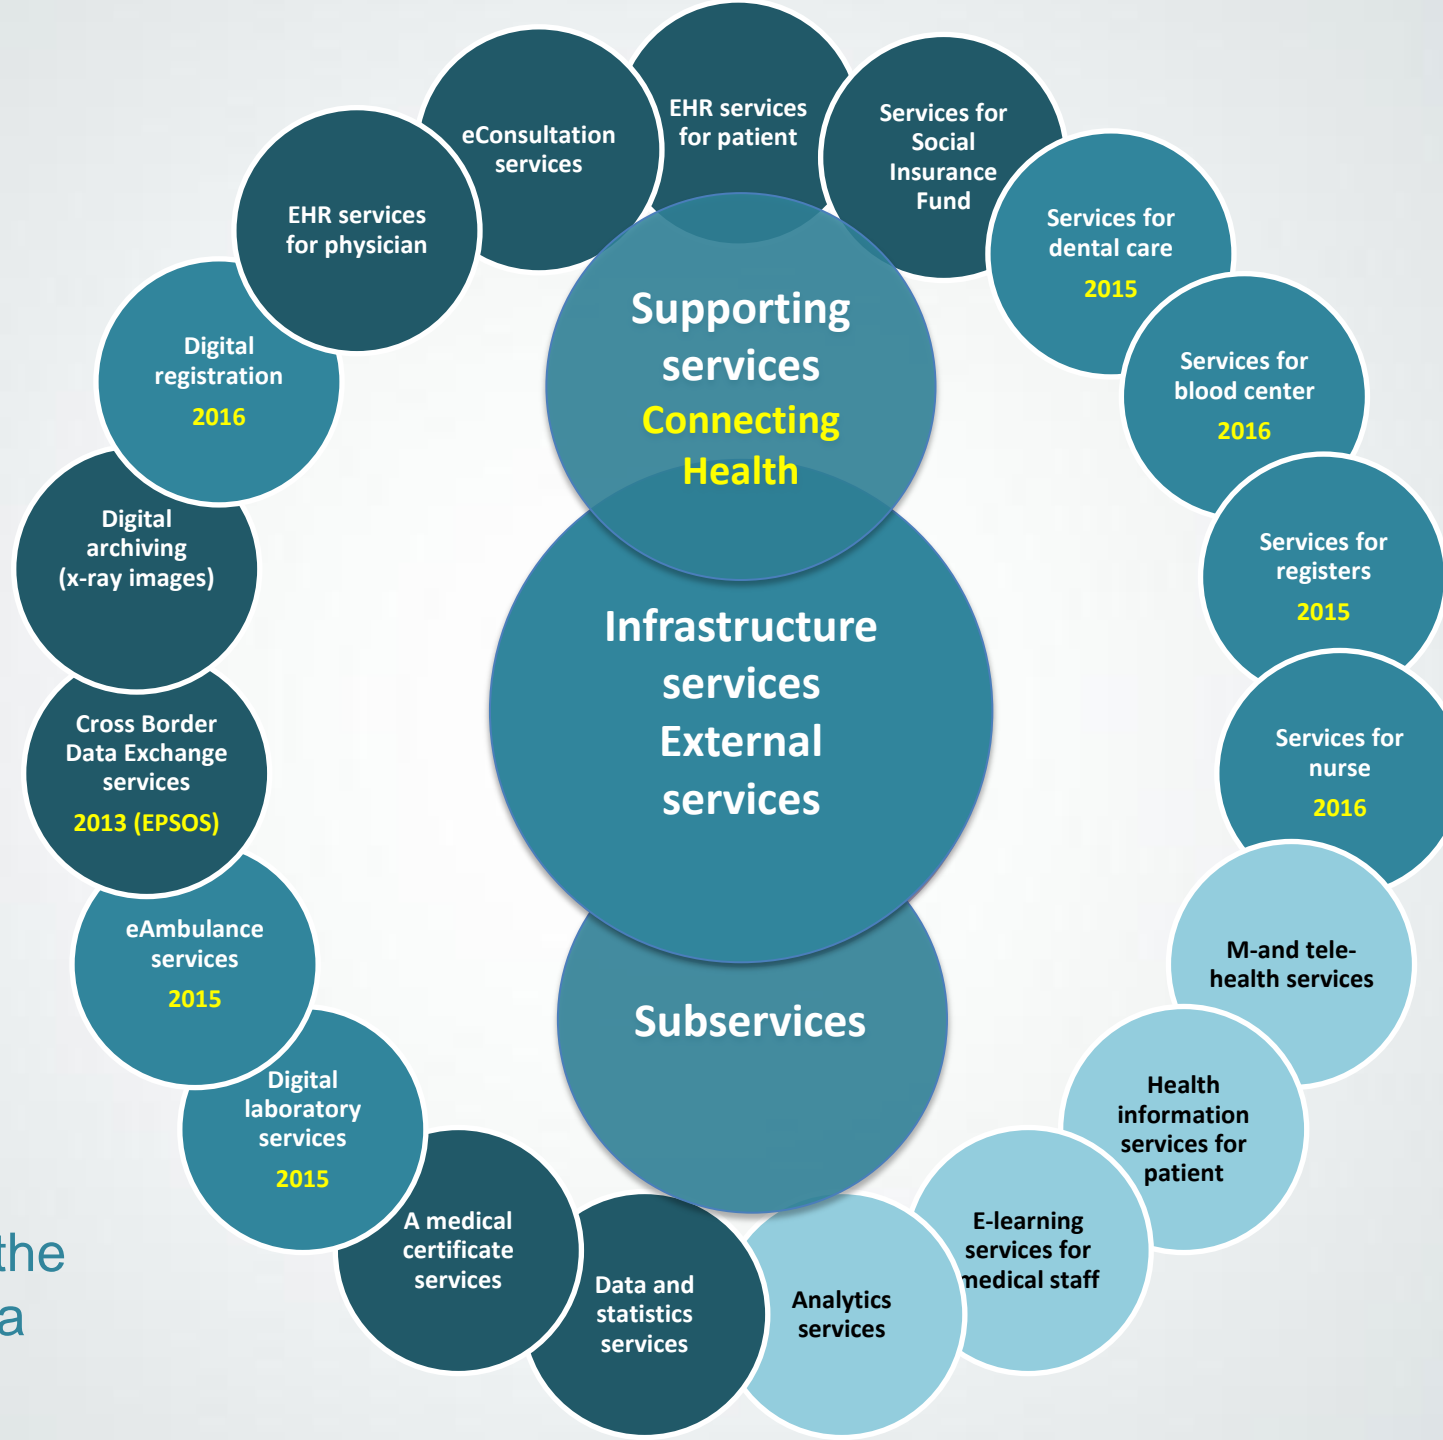 EHR services
for patient
Services for
Social
Insurance
Fund
Services for
dental care
2015
Services for
blood center
2016
Services for
registers
2015
Services for
nurse
2016
M-and tele-
health services
Health
information
services for
patient
E-learning
services for
medical staff
Analytics
services
Data and
statistics
services
A medical
certificate
services
Digital
laboratory
services
2015
eAmbulance
services
2015
Cross Border
Data Exchange
services
2013 (EPSOS)
Digital
archiving
(x-ray images)
Digital
registration
2016
EHR services
for physician
eConsultation
services
Supporting
services
Connecting
Health
Infrastructure
services
External
services
Subservices
the
a